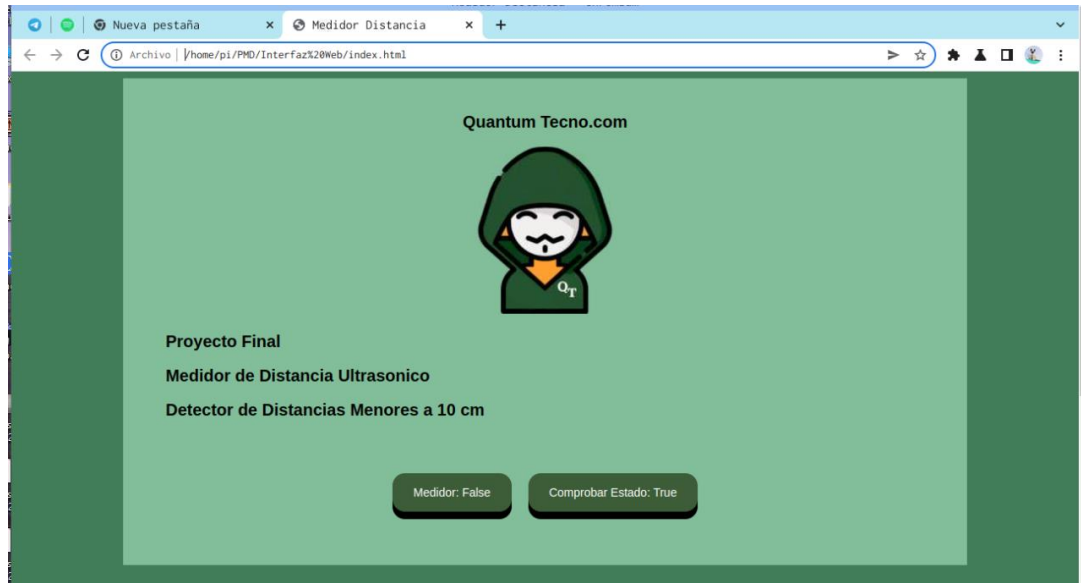 Nueva pestaña
Medidor Distancia
Archivo | /home/pi/PMD/Interfaz%20Web/index.html
Quantum Tecno.com
QT
Proyecto Final
Medidor de Distancia Ultrasonico
Detector de Distancias Menores a 10 cm
Medidor: False
Comprobar Estado: True